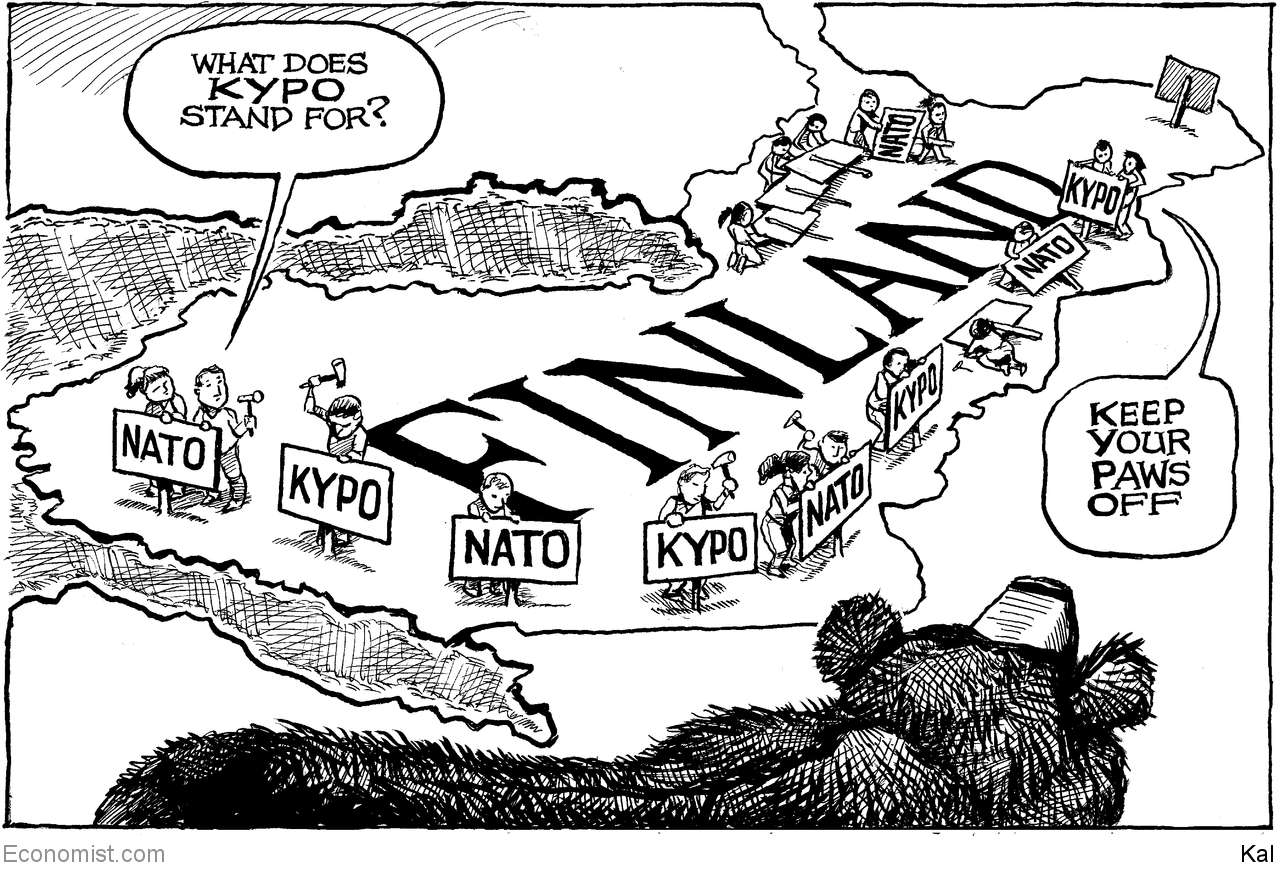 WHAT DOES
KYPO
STAND FOR?
NATO
KYPO
NATO
KYPO
NATO
KYPO
NATO
KYPO
NATO
FINLAND
KEEP
YOUR
PAWS
OFF
Economist.com
Kal